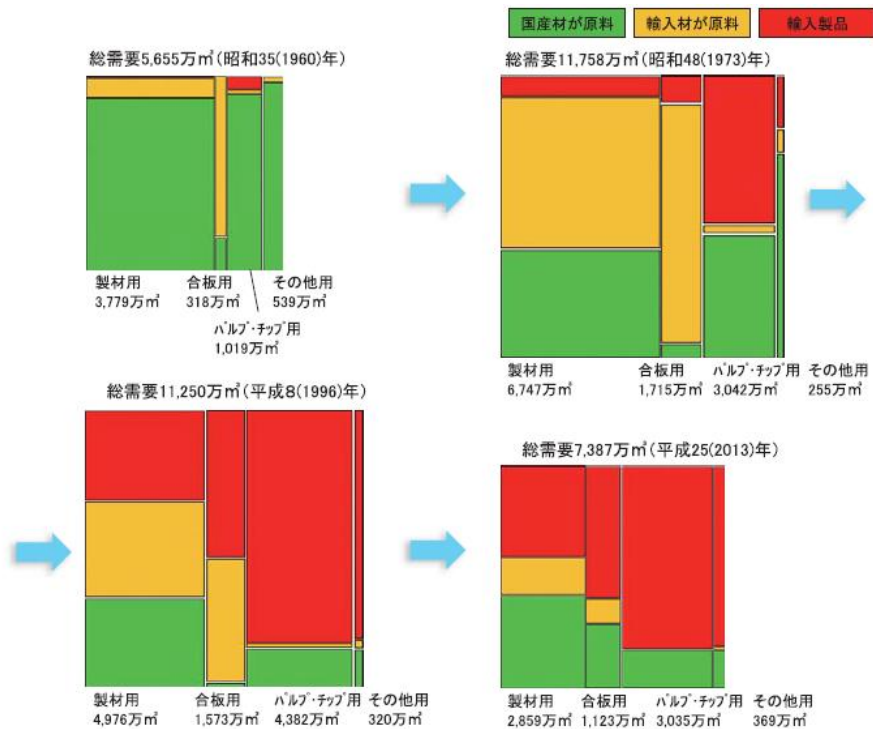 国産材が原料 輸入材が原料 輸入製品
総需要5,655万㎥(昭和35(1960)年)
製材用 合板用 その他用
3,779万㎥ 318万㎥ 539万㎥
パルプ・チップ用
1,019万㎥
総需要11,758万㎥(昭和48(1973)年)
製材用 合板用 パルプ・チップ用 その他用
6,747万㎥ 1,715万㎥ 3,042万㎥ 255万㎥
総需要11,250万㎥(平成8(1996)年)
製材用 合板用 パルプ・チップ用 その他用
4,976万㎥ 1,573万㎥ 4,382万㎥ 320万㎥
総需要7,387万㎥(平成25(2013)年)
製材用 合板用 パルプ・チップ用 その他用
2,859万㎥ 1,123万㎥ 3,035万㎥ 369万㎥